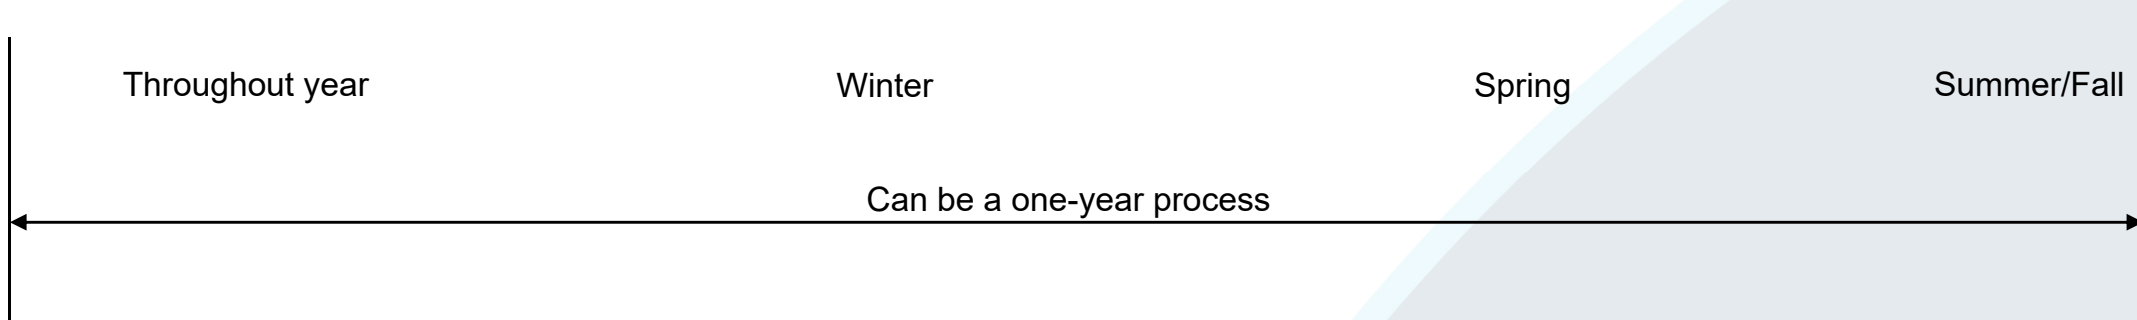 Throughout year Winter Spring Summer/Fall
Can be a one-year process